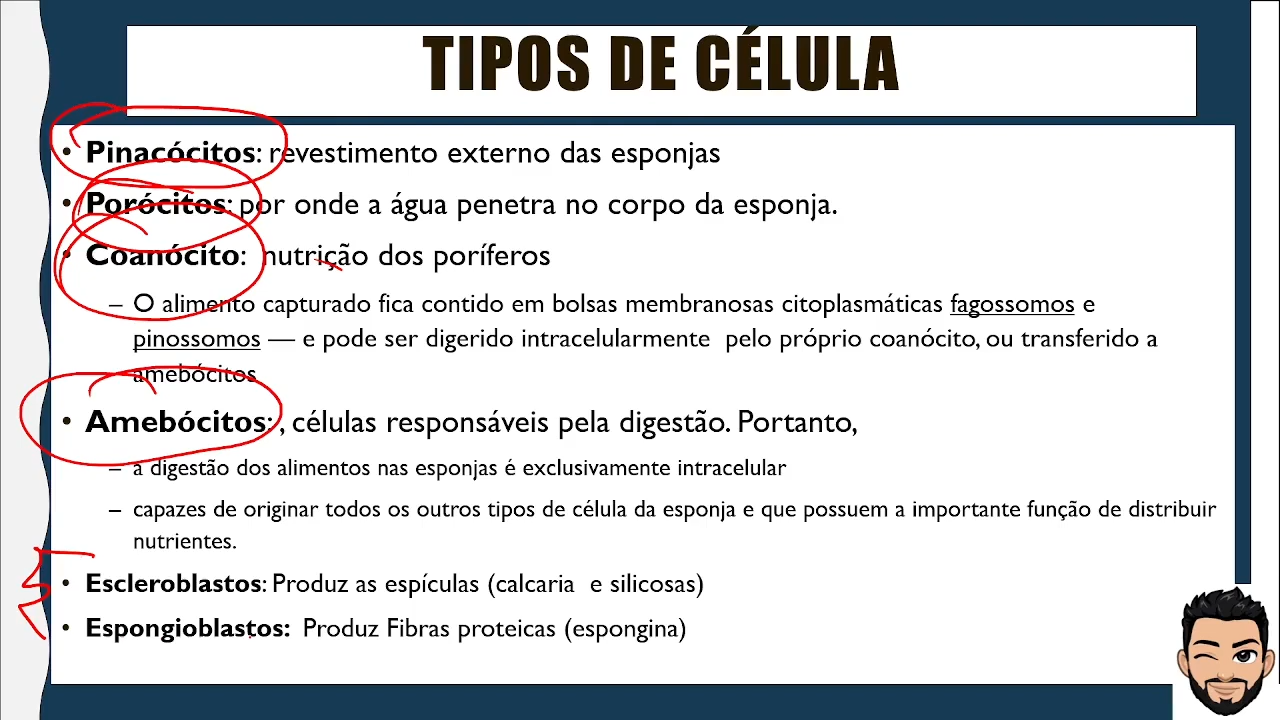 TIPOS DE CÉLULA
• Pinacócitos: revestimento externo das esponjas
• Porócitos: por onde a água penetra no corpo da esponja.
• Coanócito: nutrição dos poríferos
– O alimento capturado fica contido em bolsas membranosas citoplasmáticas fagossomos e
pinossomos — e pode ser digerido intracelularmente pelo próprio coanócito, ou transferido a
amebócitos
• Amebócitos: , células responsáveis pela digestão. Portanto,
– a digestão dos alimentos nas esponjas é exclusivamente intracelular
– capazes de originar todos os outros tipos de célula da esponja e que possuem a importante função de distribuir
nutrientes.
• Escleroblastos: Produz as espículas (calcaria e silicosas)
• Espongioblastos: Produz Fibras proteicas (espongina)